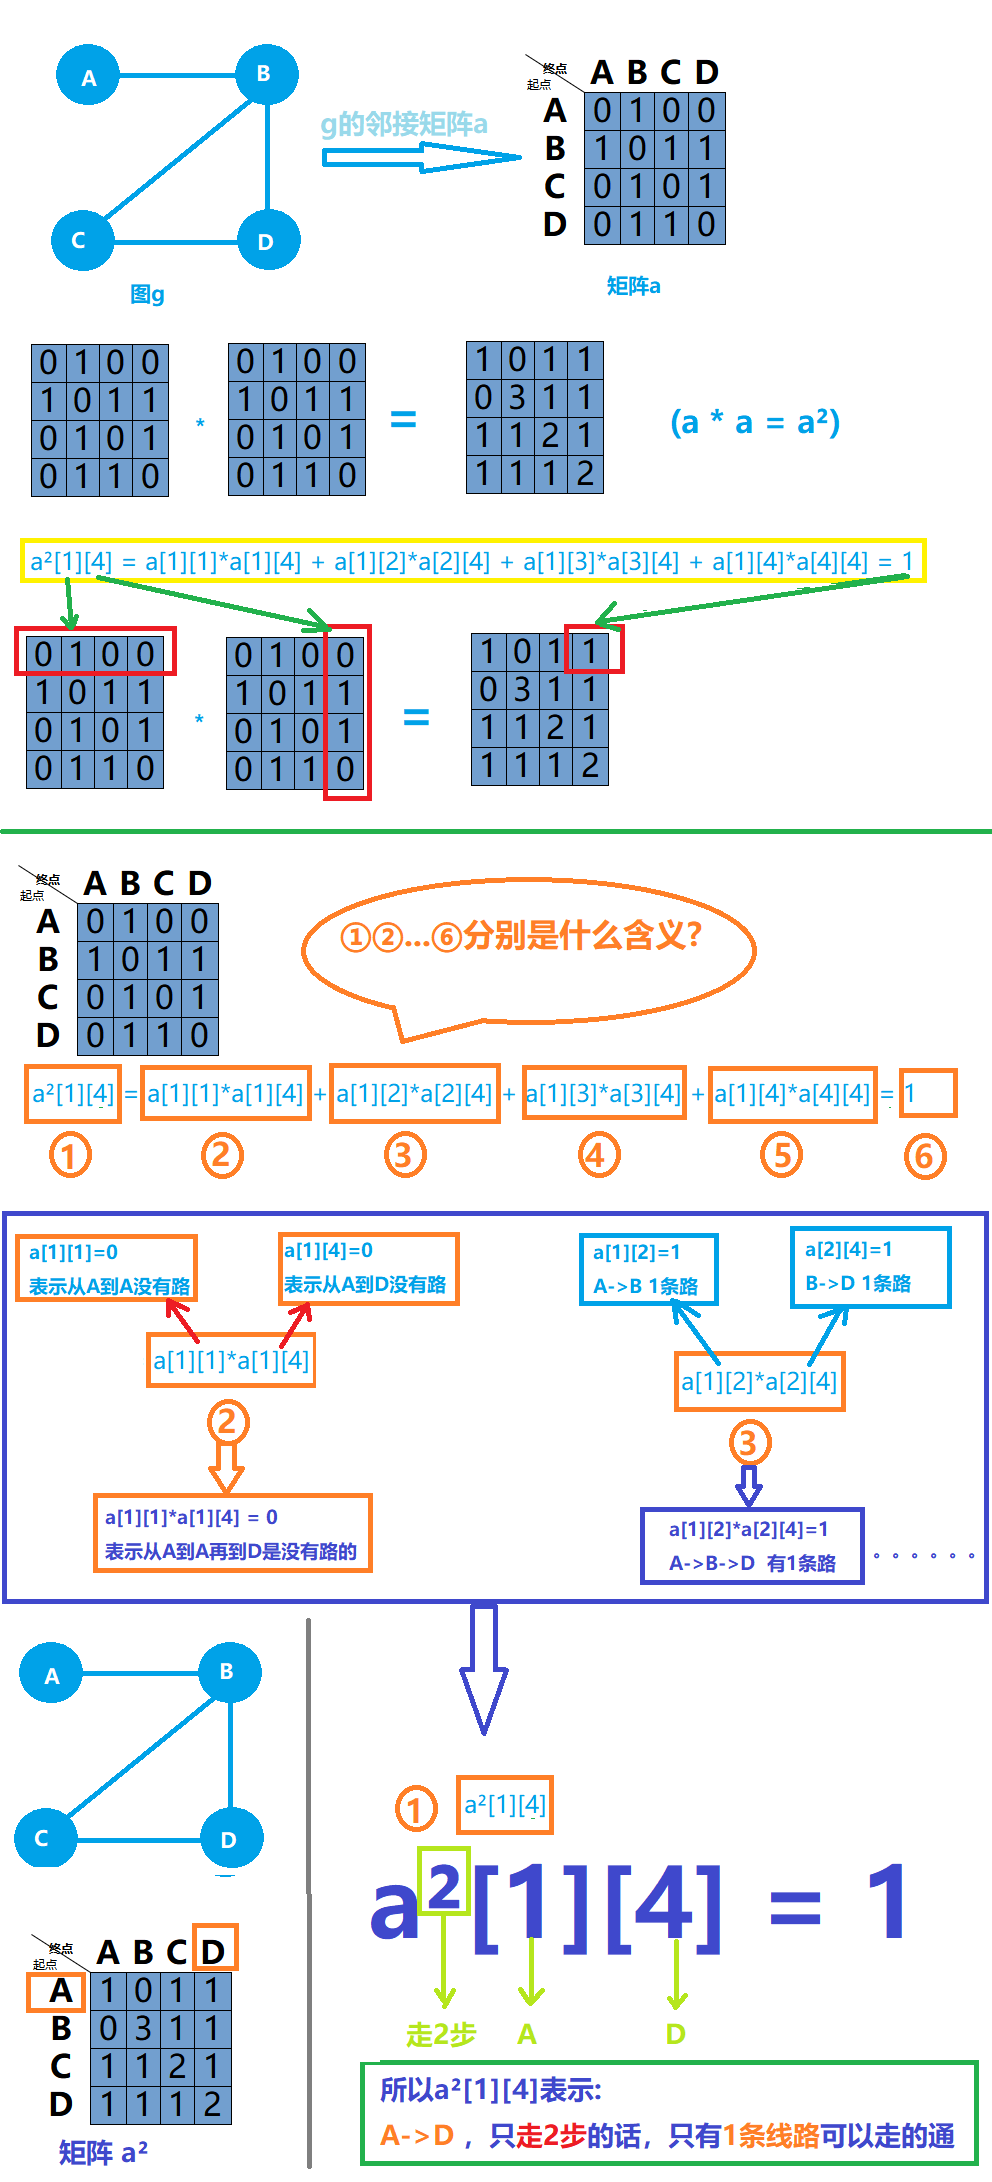 A
B
C
D
图g
g的邻接矩阵a
终点
起点
A B C D
A 0 1 0 0
B 1 0 1 1
C 0 1 0 1
D 0 1 1 0
矩阵a
0 1 0 0
1 0 1 1
0 1 0 1
0 1 1 0
*
0 1 0 0
1 0 1 1
0 1 0 1
0 1 1 0
=
1 0 1 1
0 3 1 1
1 1 2 1
1 1 1 2
(a * a = a²)
a²[1][4] = a[1][1]*a[1][4] + a[1][2]*a[2][4] + a[1][3]*a[3][4] + a[1][4]*a[4][4] = 1
0 1 0 0
1 0 1 1
0 1 0 1
0 1 1 0
*
0 1 0 0
1 0 1 1
0 1 0 1
0 1 1 0
=
1 0 1 1
0 3 1 1
1 1 2 1
1 1 1 2
终点
起点
A B C D
A 0 1 0 0
B 1 0 1 1
C 0 1 0 1
D 0 1 1 0
①②...⑥分别是什么含义?
a²[1][4] = a[1][1]*a[1][4] + a[1][2]*a[2][4] + a[1][3]*a[3][4] + a[1][4]*a[4][4] = 1
① ② ③ ④ ⑤ ⑥
a[1][1]=0
表示从A到A没有路
a[1][4]=0
表示从A到D没有路
a[1][1]*a[1][4]
②
a[1][1]*a[1][4] = 0
表示从A到A再到D是没有路的
a[1][2]=1
A->B 1条路
a[2][4]=1
B->D 1条路
a[1][2]*a[2][4]
③
a[1][2]*a[2][4]=1
A->B->D 有1条路
。。。。。。
A
B
C
D
终点
起点
A B C D
A 1 0 1 1
B 0 3 1 1
C 1 1 2 1
D 1 1 1 2
矩阵 a²
① a²[1][4]
a²[1][4] = 1
走2步 A D
所以a²[1][4]表示:
A->D ，只走2步的话，只有1条线路可以走的通